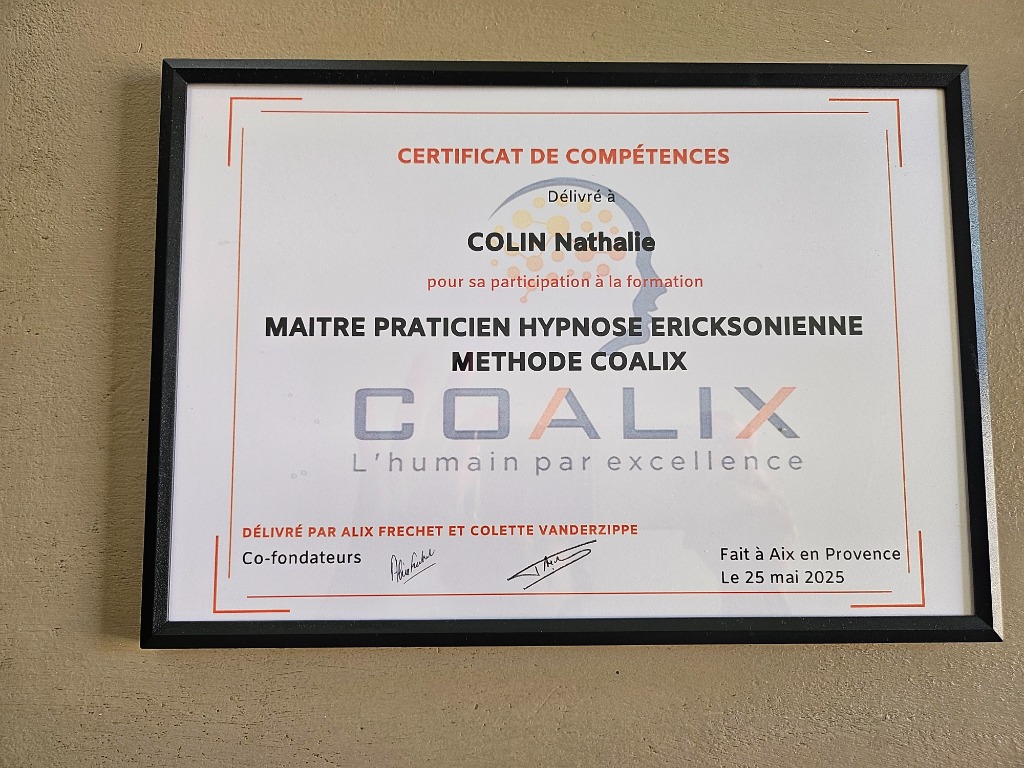 CERTIFICAT DE COMPÉTENCES
Délivré à
COLIN Nathalie
pour sa participation à la formation
MAITRE PRATICIEN HYPNOSE ERICKSONIENNE
METHODE COALIX
COALIX
L'humain par excellence
DÉLIVRÉ PAR ALIX FRECHET ET COLETTE VANDERZIPPE
Co-fondateurs
Fait à Aix en Provence
Le 25 mai 2025